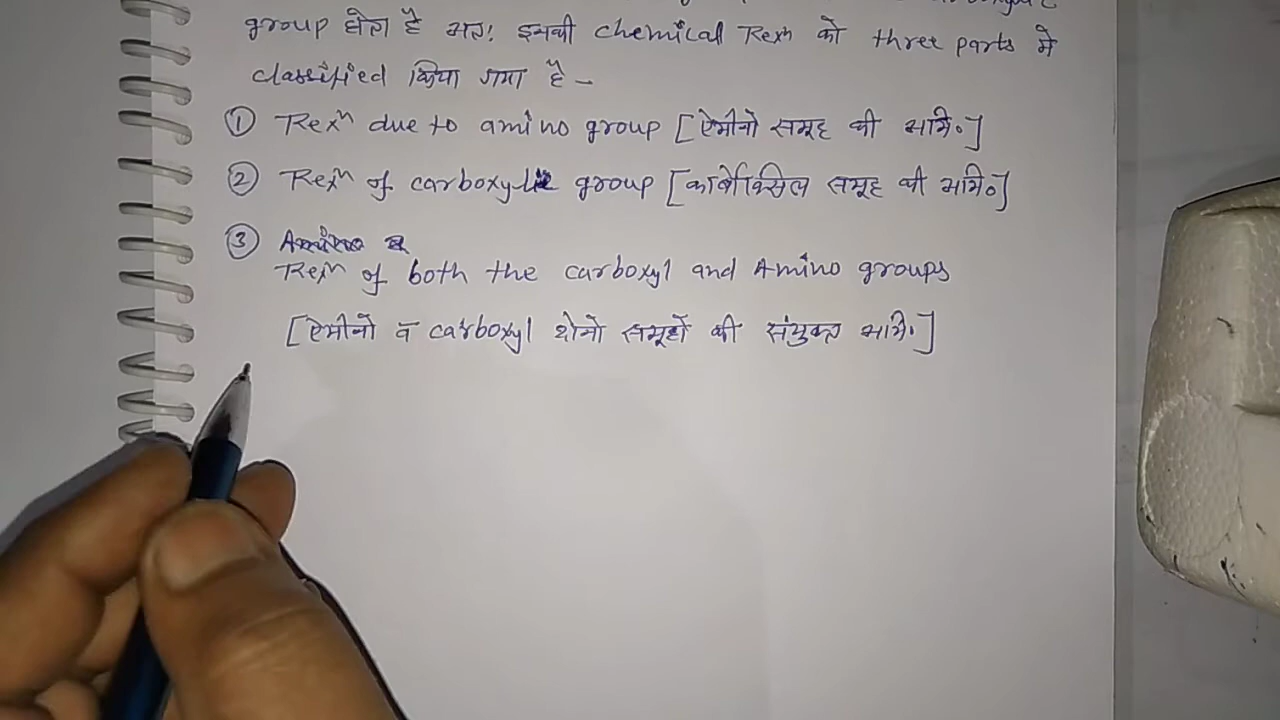 group होता है अतः इनकी chemical Rexn को three parts में
classified किया गया है -
① Rexn due to amino group [ऐमीनो समूह की अभि०]
② Rexn of carboxyl group [कार्बोक्सिल समूह की अभि०]
③
Rexn of both the carboxyl and Amino groups
[ऐमीनो व carboxyl दोनो समूहों की संयुक्त अभि०]